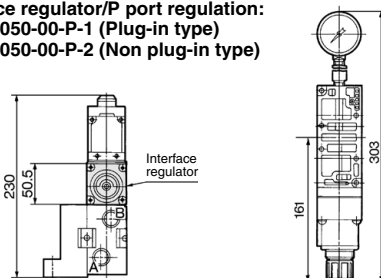 ce regulator/P port regulation:
050-00-P-1 (Plug-in type)
050-00-P-2 (Non plug-in type)
Interface
regulator
230
50.5
B
A
161
303